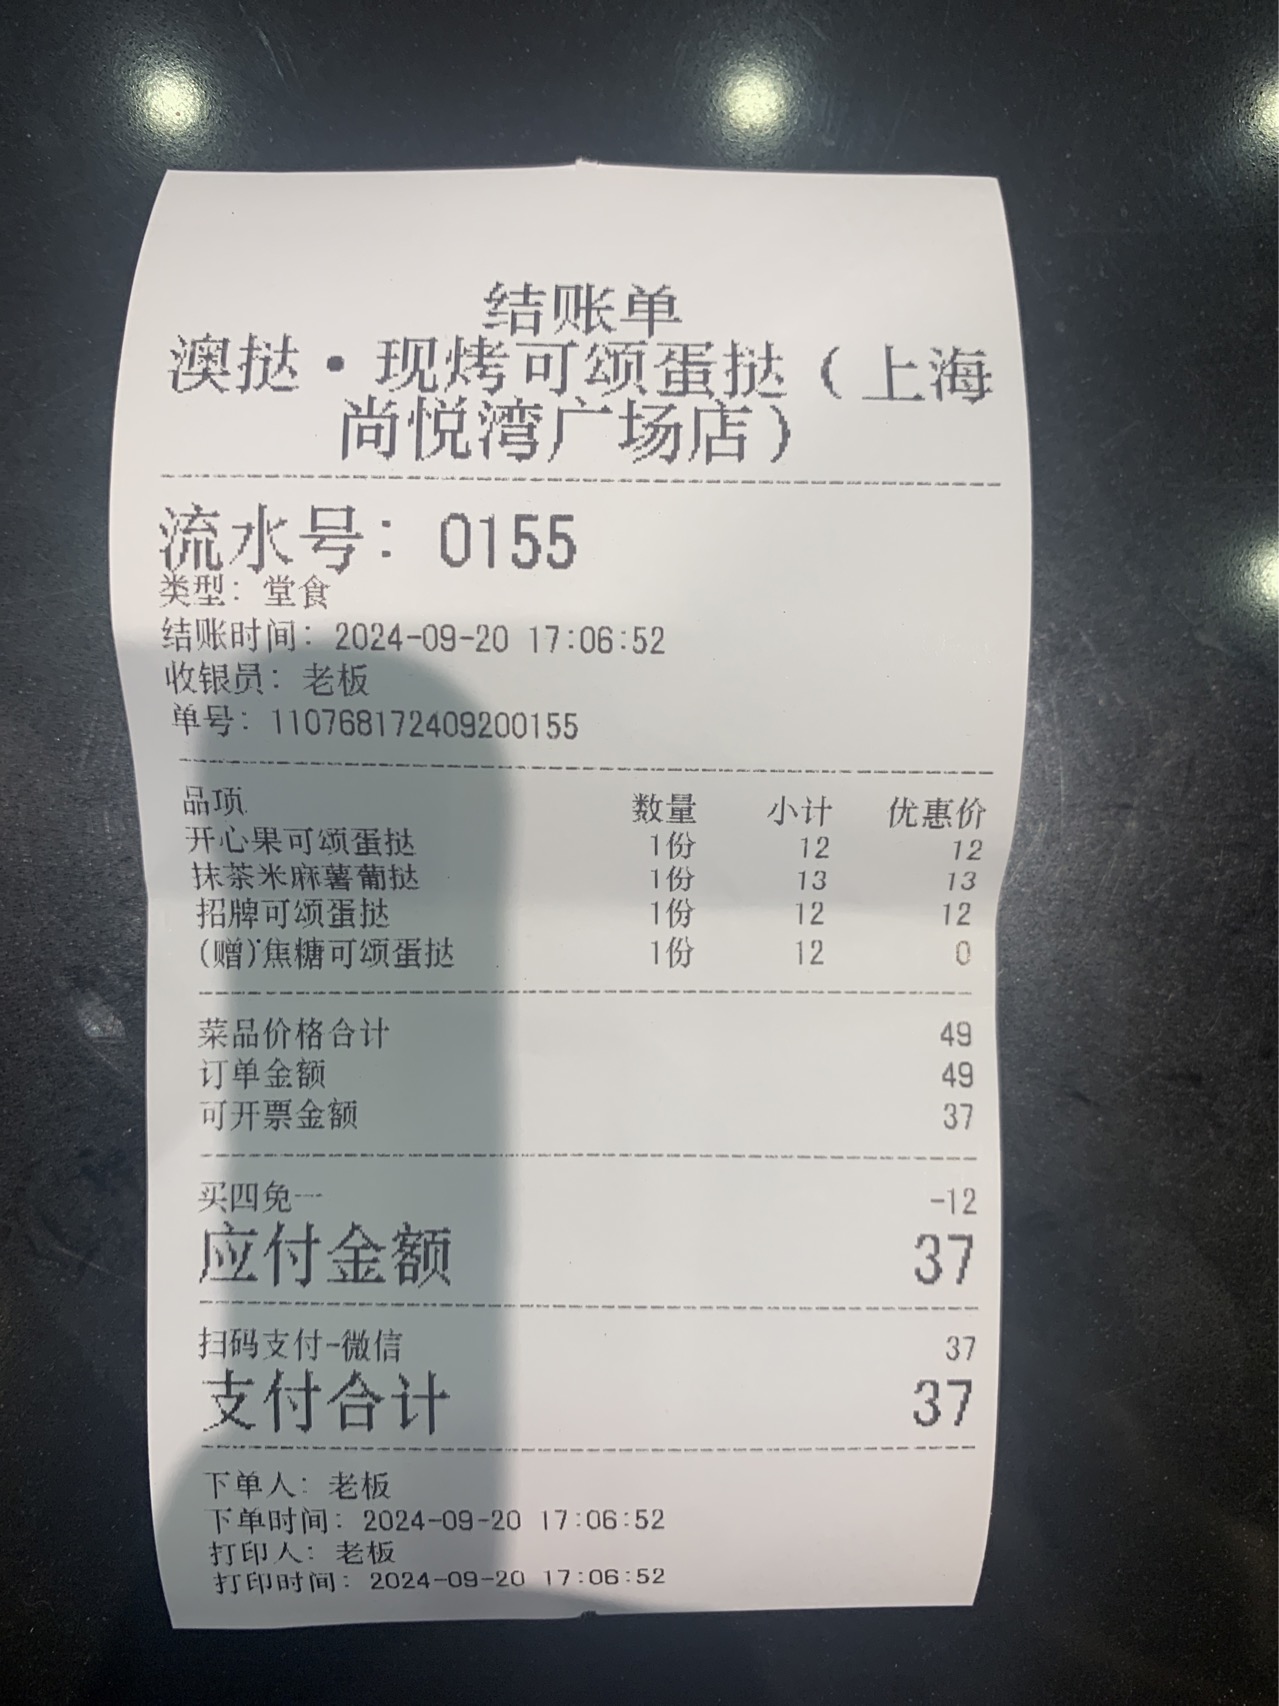 结账单
澳挞·现烤可颂蛋挞（上海
尚悦湾广场店）
流水号：0155
类型：堂食
结账时间：2024-09-20 17:06:52
收银员：老板
单号：110768172409200155
品项 数量 小计 优惠价
开心果可颂蛋挞 1份 12 12
抹茶米麻薯葡挞 1份 13 13
招牌可颂蛋挞 1份 12 12
(赠)焦糖可颂蛋挞 1份 12 0
菜品价格合计 49
订单金额 49
可开票金额 37
买四免一 -12
应付金额 37
扫码支付-微信 37
支付合计 37
下单人：老板
下单时间：2024-09-20 17:06:52
打印人：老板
打印时间：2024-09-20 17:06:52